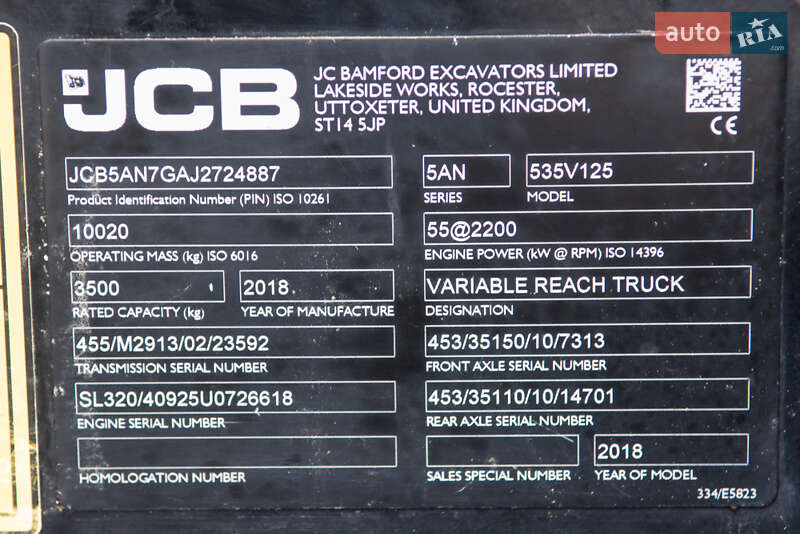 auto RIA
JCB
JC BAMFORD EXCAVATORS LIMITED
LAKESIDE WORKS, ROCESTER,
UTTOXETER, UNITED KINGDOM,
ST14 5JP
CE
JCB5AN7GAJ2724887
Product Identification Number (PIN) ISO 10261
5AN
SERIES
535V125
MODEL
10020
OPERATING MASS (kg) ISO 6016
55@2200
ENGINE POWER (kW @ RPM) ISO 14396
3500
RATED CAPACITY (kg)
2018
YEAR OF MANUFACTURE
VARIABLE REACH TRUCK
DESIGNATION
455/M2913/02/23592
TRANSMISSION SERIAL NUMBER
453/35150/10/7313
FRONT AXLE SERIAL NUMBER
SL320/40925U0726618
ENGINE SERIAL NUMBER
453/35110/10/14701
REAR AXLE SERIAL NUMBER
HOMOLOGATION NUMBER
SALES SPECIAL NUMBER
2018
YEAR OF MODEL
334/E5823